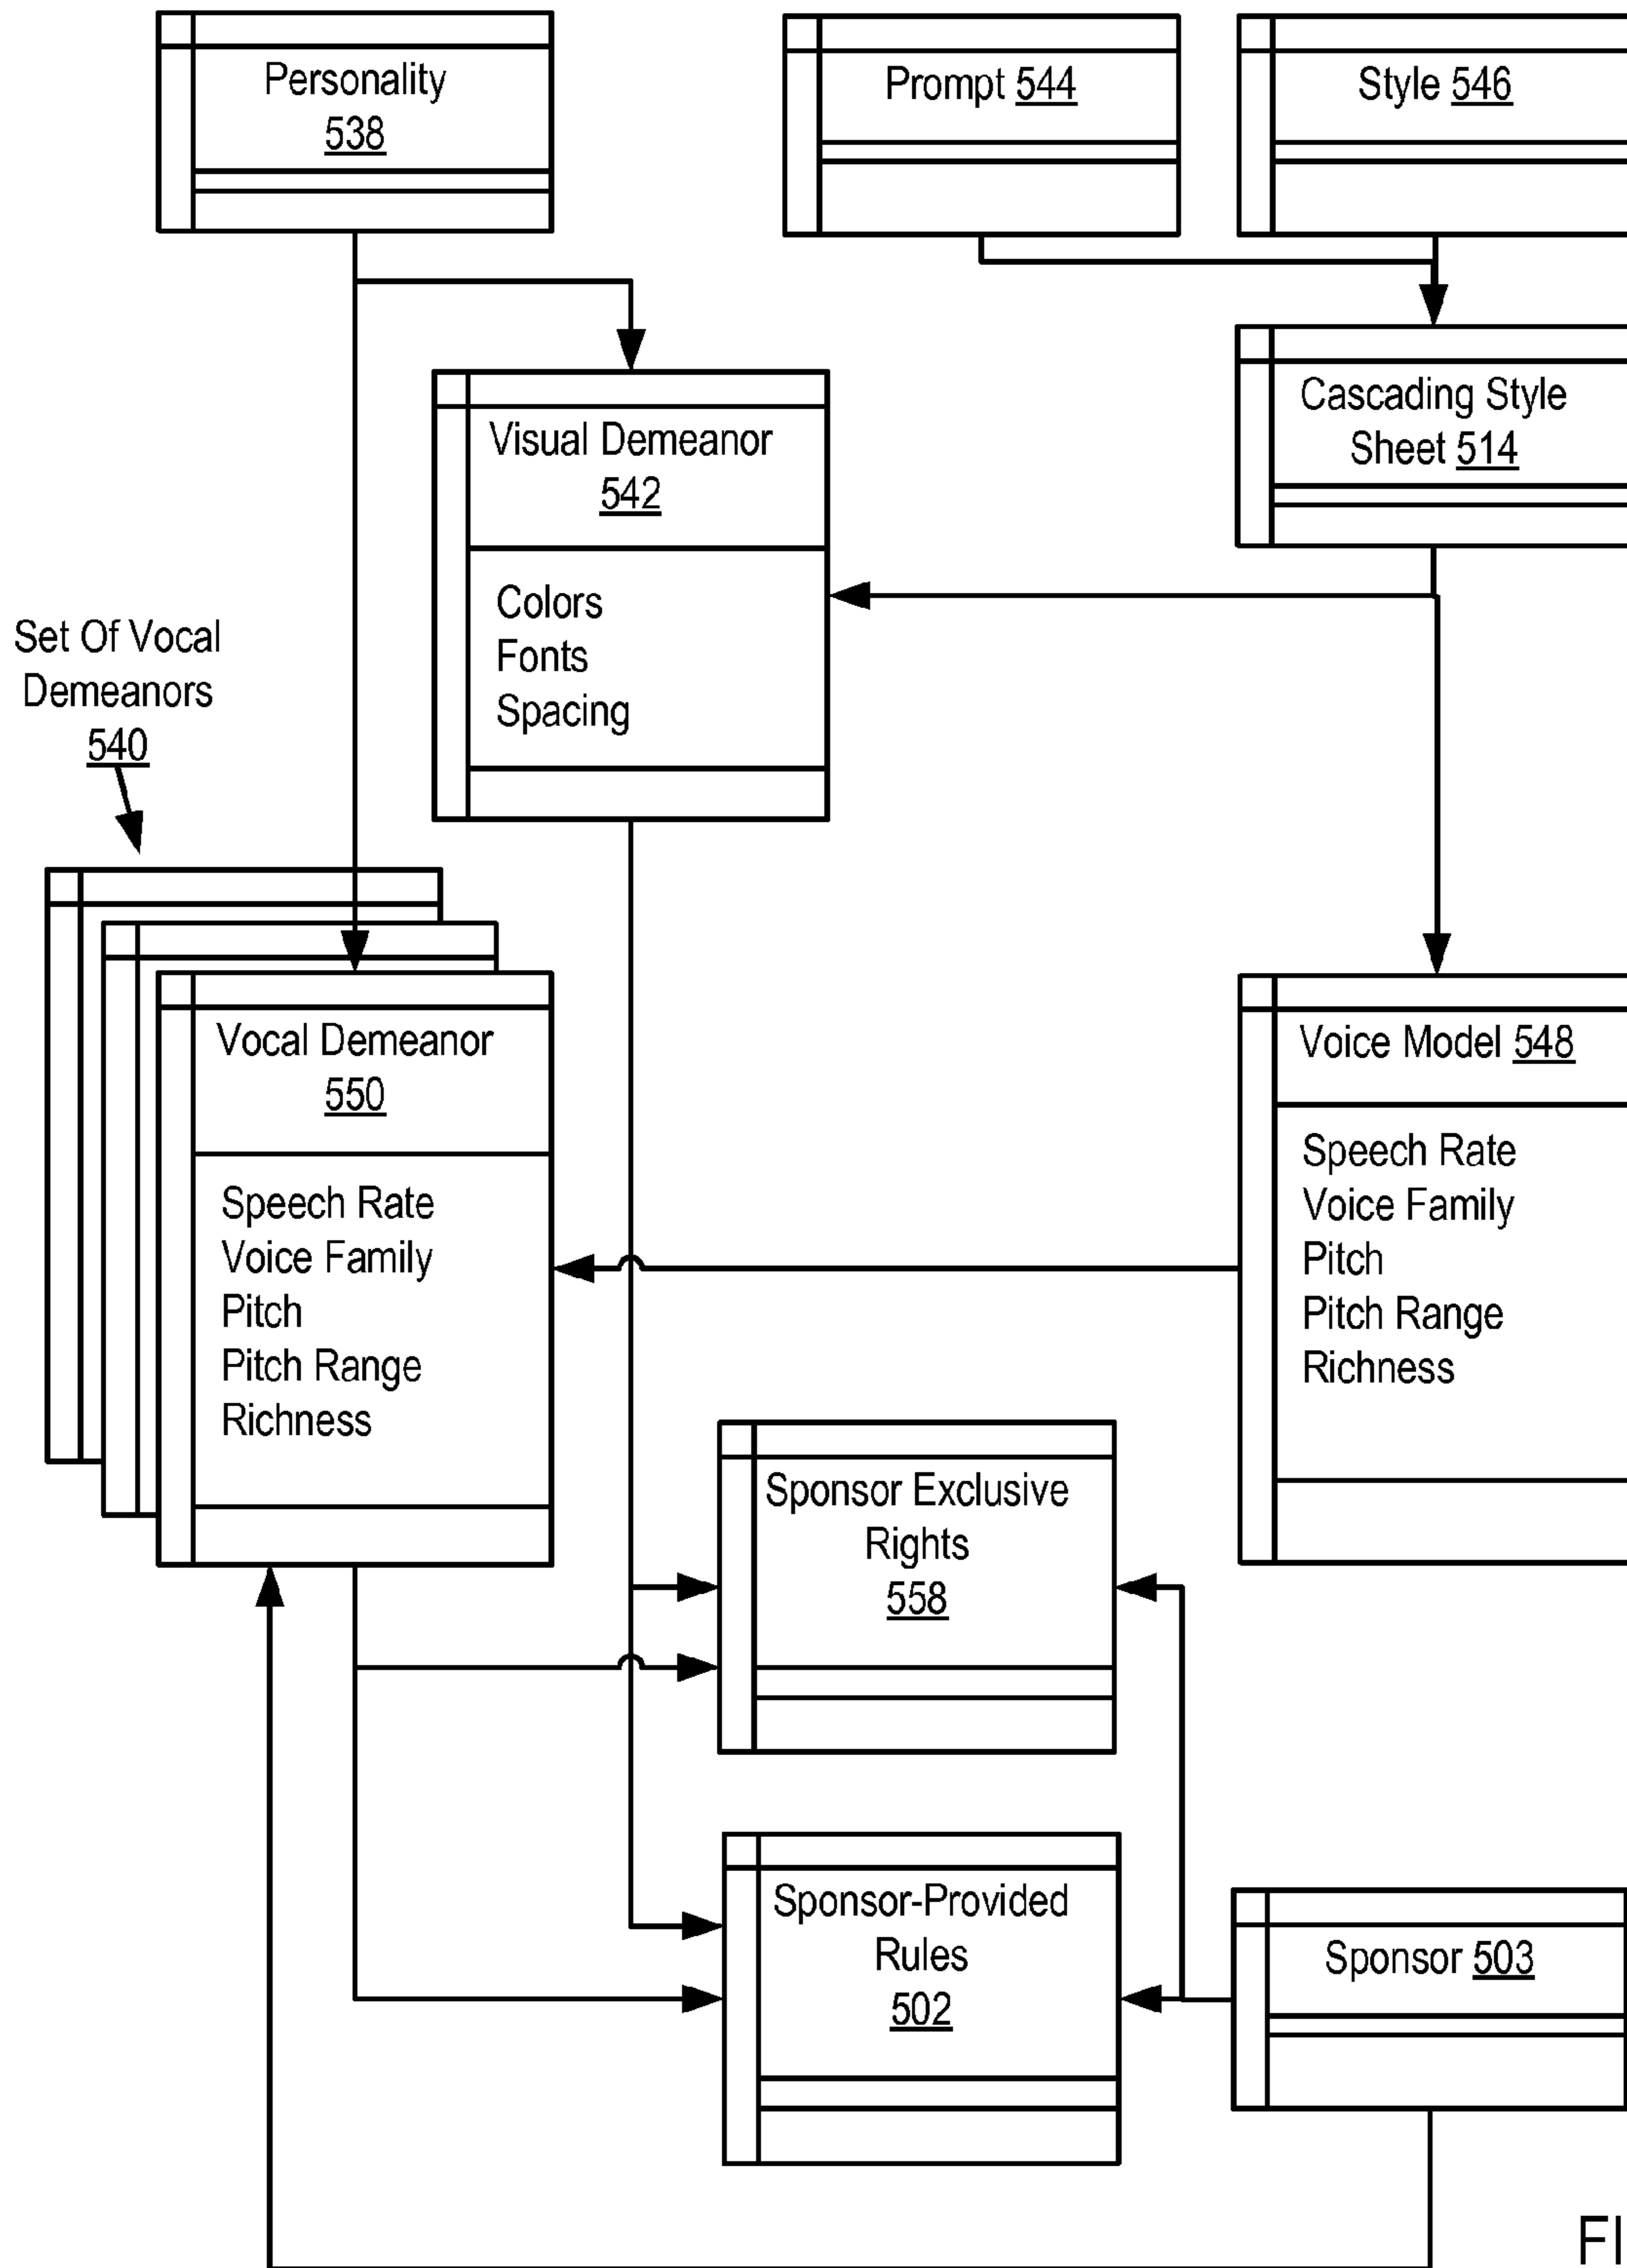 Personality
538
Prompt 544
Style 546
Visual Demeanor
542
Colors
Fonts
Spacing
Cascading Style
Sheet 514
Set Of Vocal
Demeanors
540
Vocal Demeanor
550
Speech Rate
Voice Family
Pitch
Pitch Range
Richness
Voice Model 548
Speech Rate
Voice Family
Pitch
Pitch Range
Richness
Sponsor Exclusive
Rights
558
Sponsor-Provided
Rules
502
Sponsor 503
FI